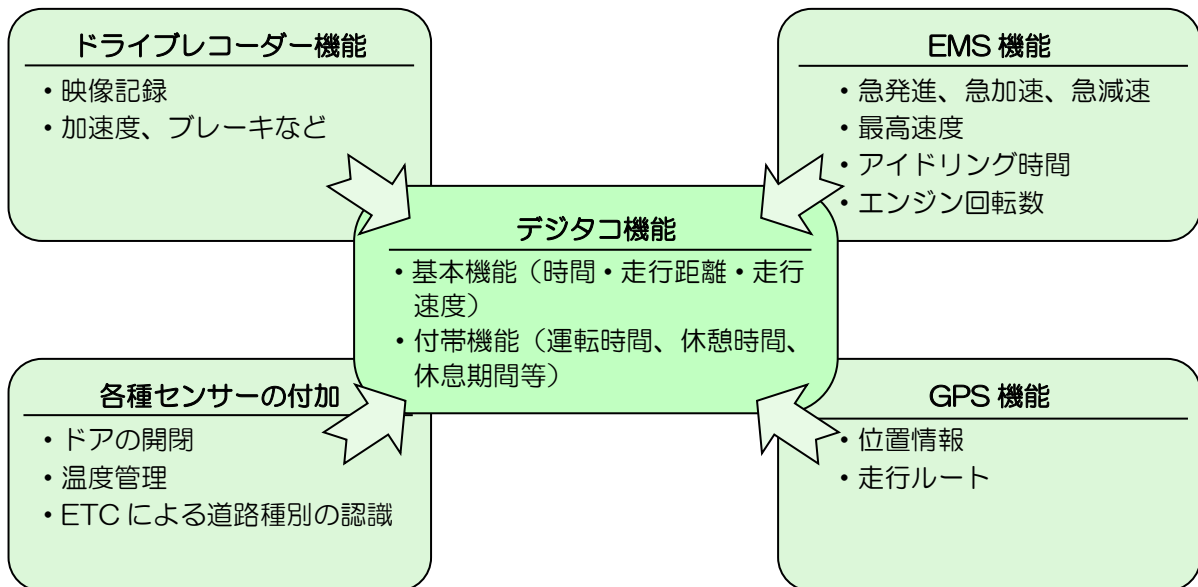 ドライブレコーダー機能
・映像記録
・加速度、ブレーキなど
EMS 機能
・急発進、急加速、急減速
・最高速度
・アイドリング時間
・エンジン回転数
デジタコ機能
・基本機能（時間・走行距離・走行
速度）
・付帯機能（運転時間、休憩時間、
休息期間等）
各種センサーの付加
・ドアの開閉
・温度管理
・ETC による道路種別の認識
GPS 機能
・位置情報
・走行ルート